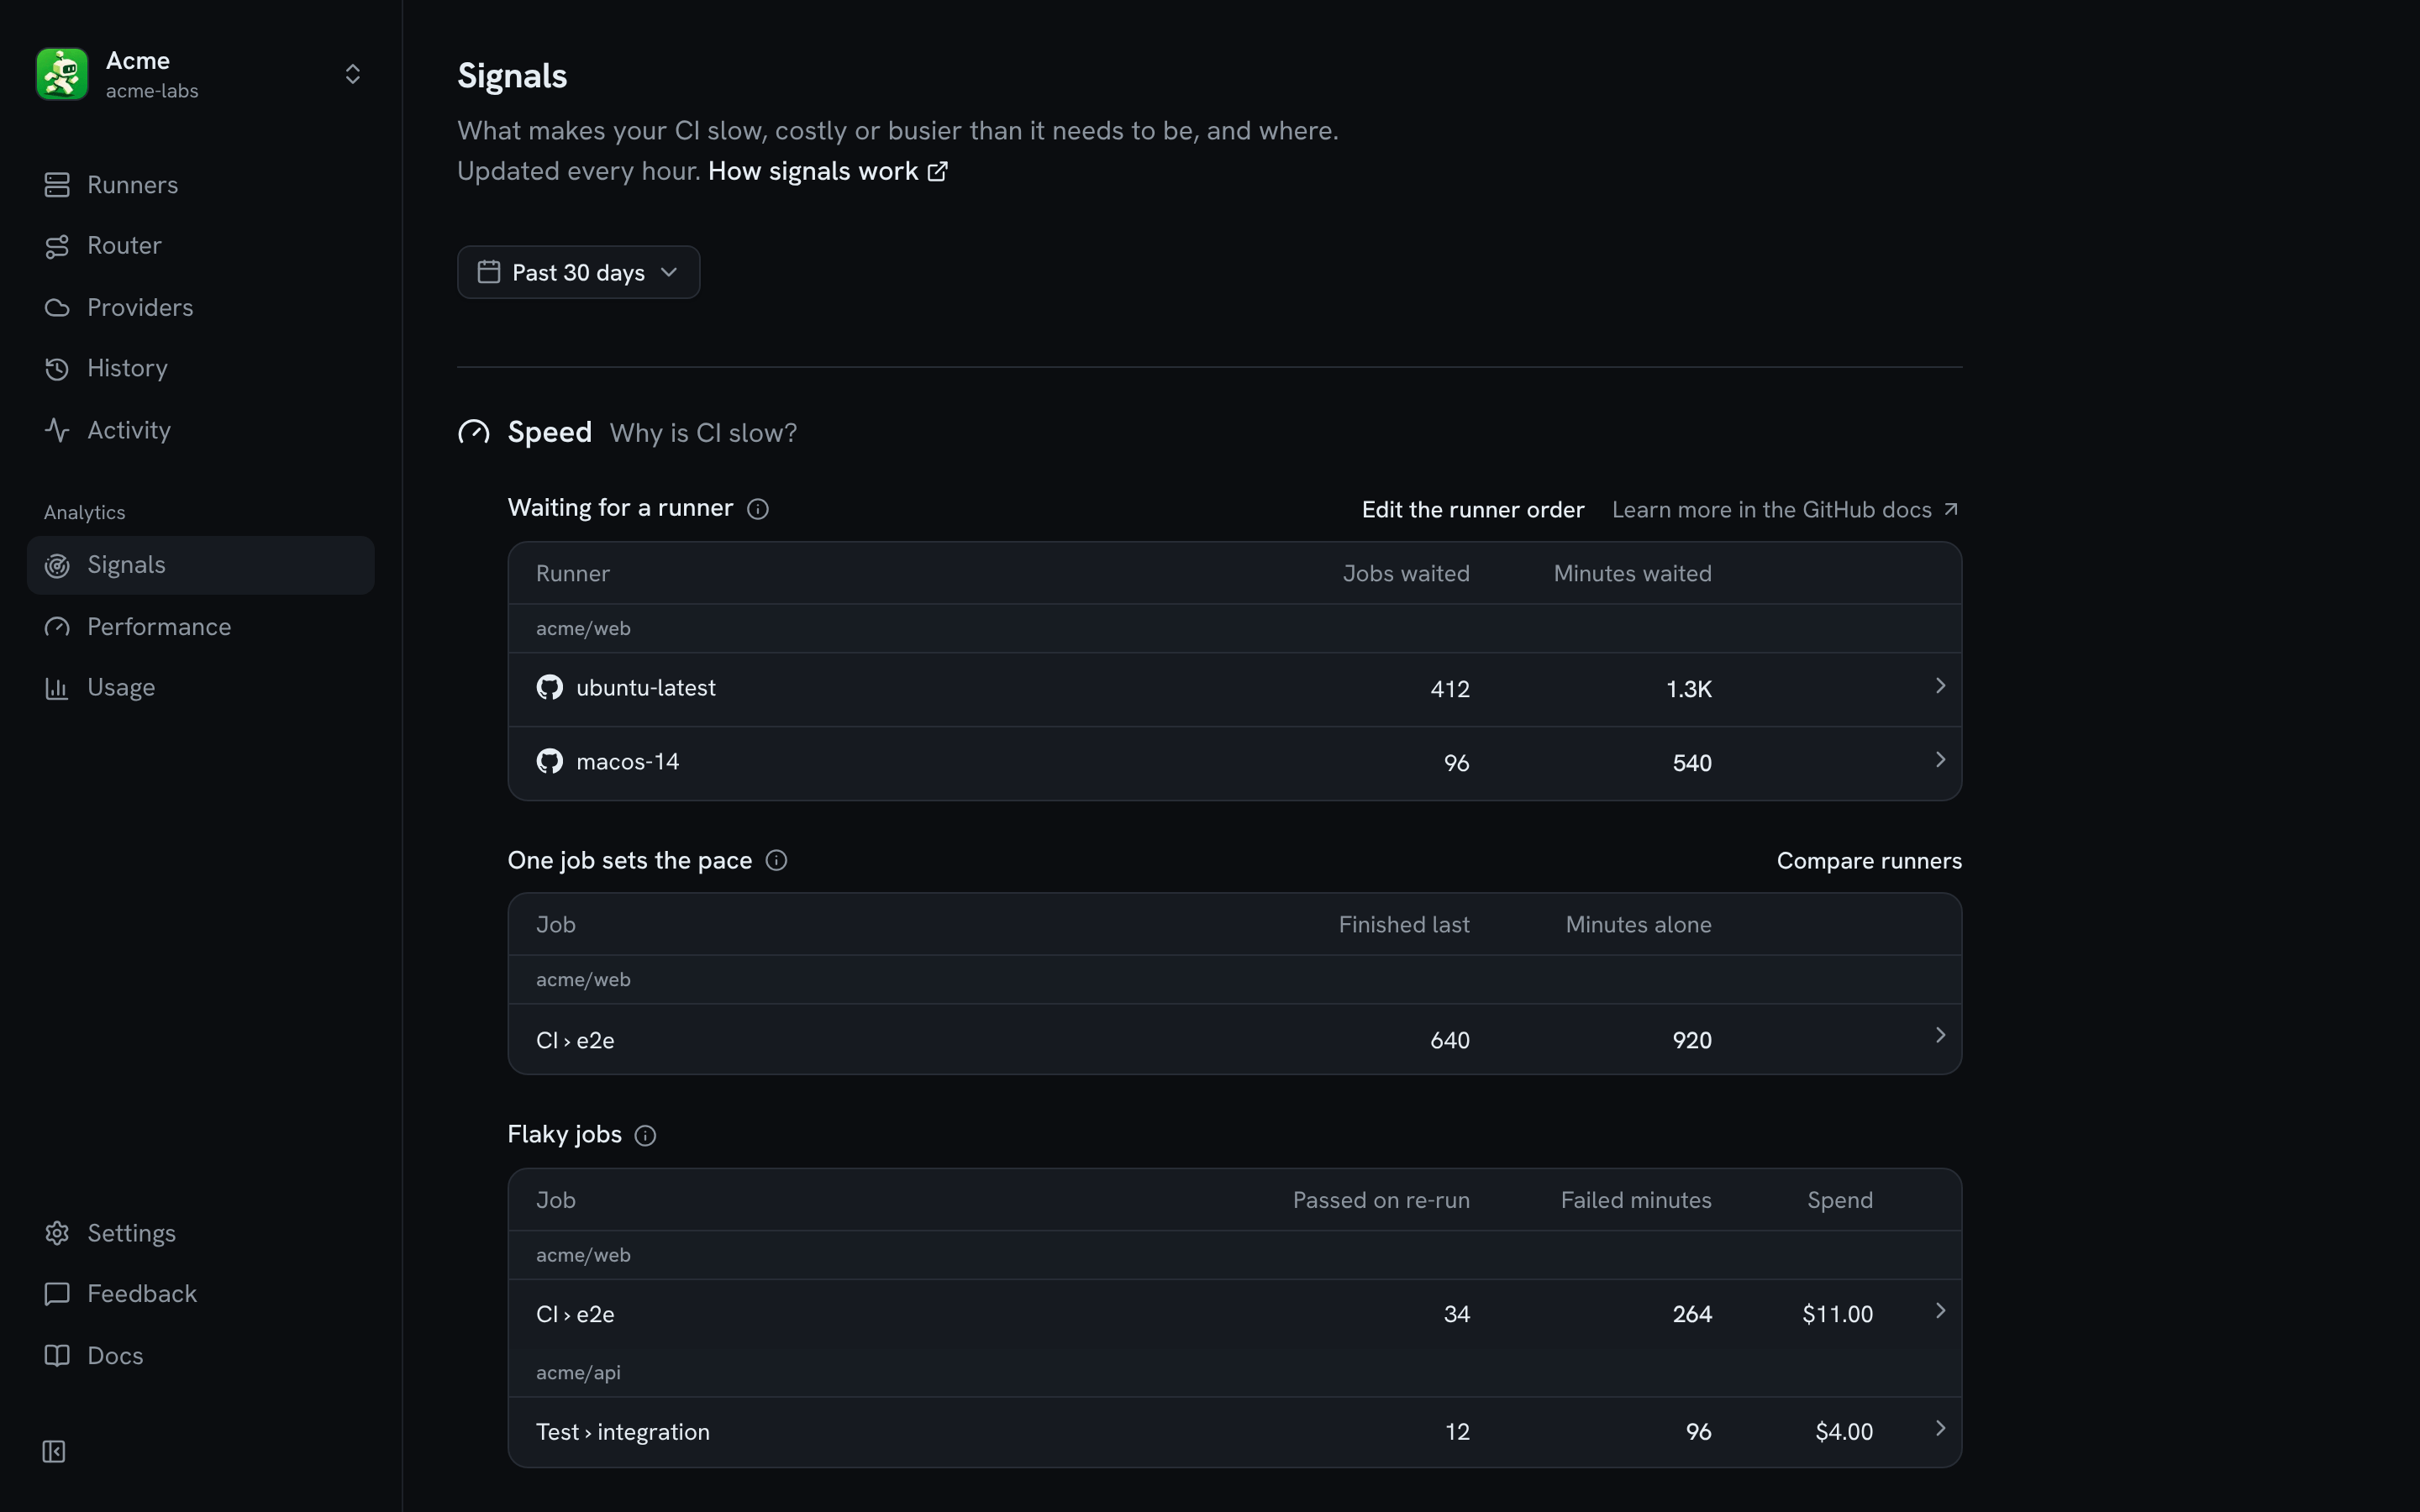 Acme
acme-labs
Runners
Router
Providers
History
Activity
Analytics
Signals
Performance
Usage
Settings
Feedback
Docs
Signals
What makes your CI slow, costly or busier than it needs to be, and where.
Updated every hour. How signals work
Past 30 days
Speed Why is CI slow?
Waiting for a runner Edit the runner order Learn more in the GitHub docs
Runner Jobs waited Minutes waited
acme/web
ubuntu-latest 412 1.3K
macos-14 96 540
One job sets the pace Compare runners
Job Finished last Minutes alone
acme/web
CI › e2e 640 920
Flaky jobs
Job Passed on re-run Failed minutes Spend
acme/web
CI › e2e 34 264 $11.00
acme/api
Test › integration 12 96 $4.00